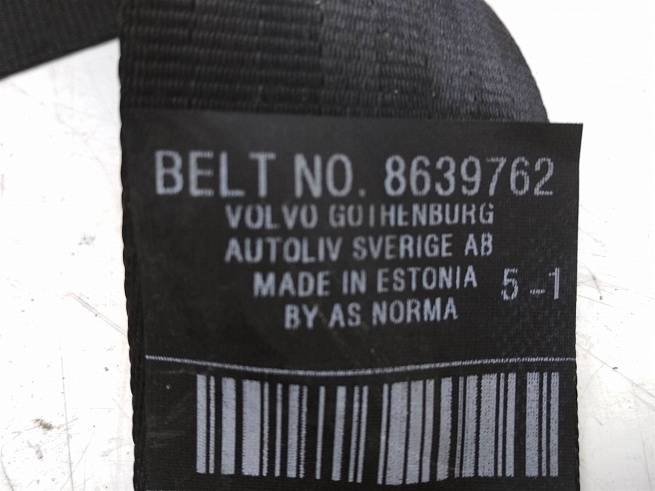 BELT NO. 8639762
VOLVO GOTHENBURG
AUTOLIV SVERIGE AB
MADE IN ESTONIA 5-1
BY AS NORMA